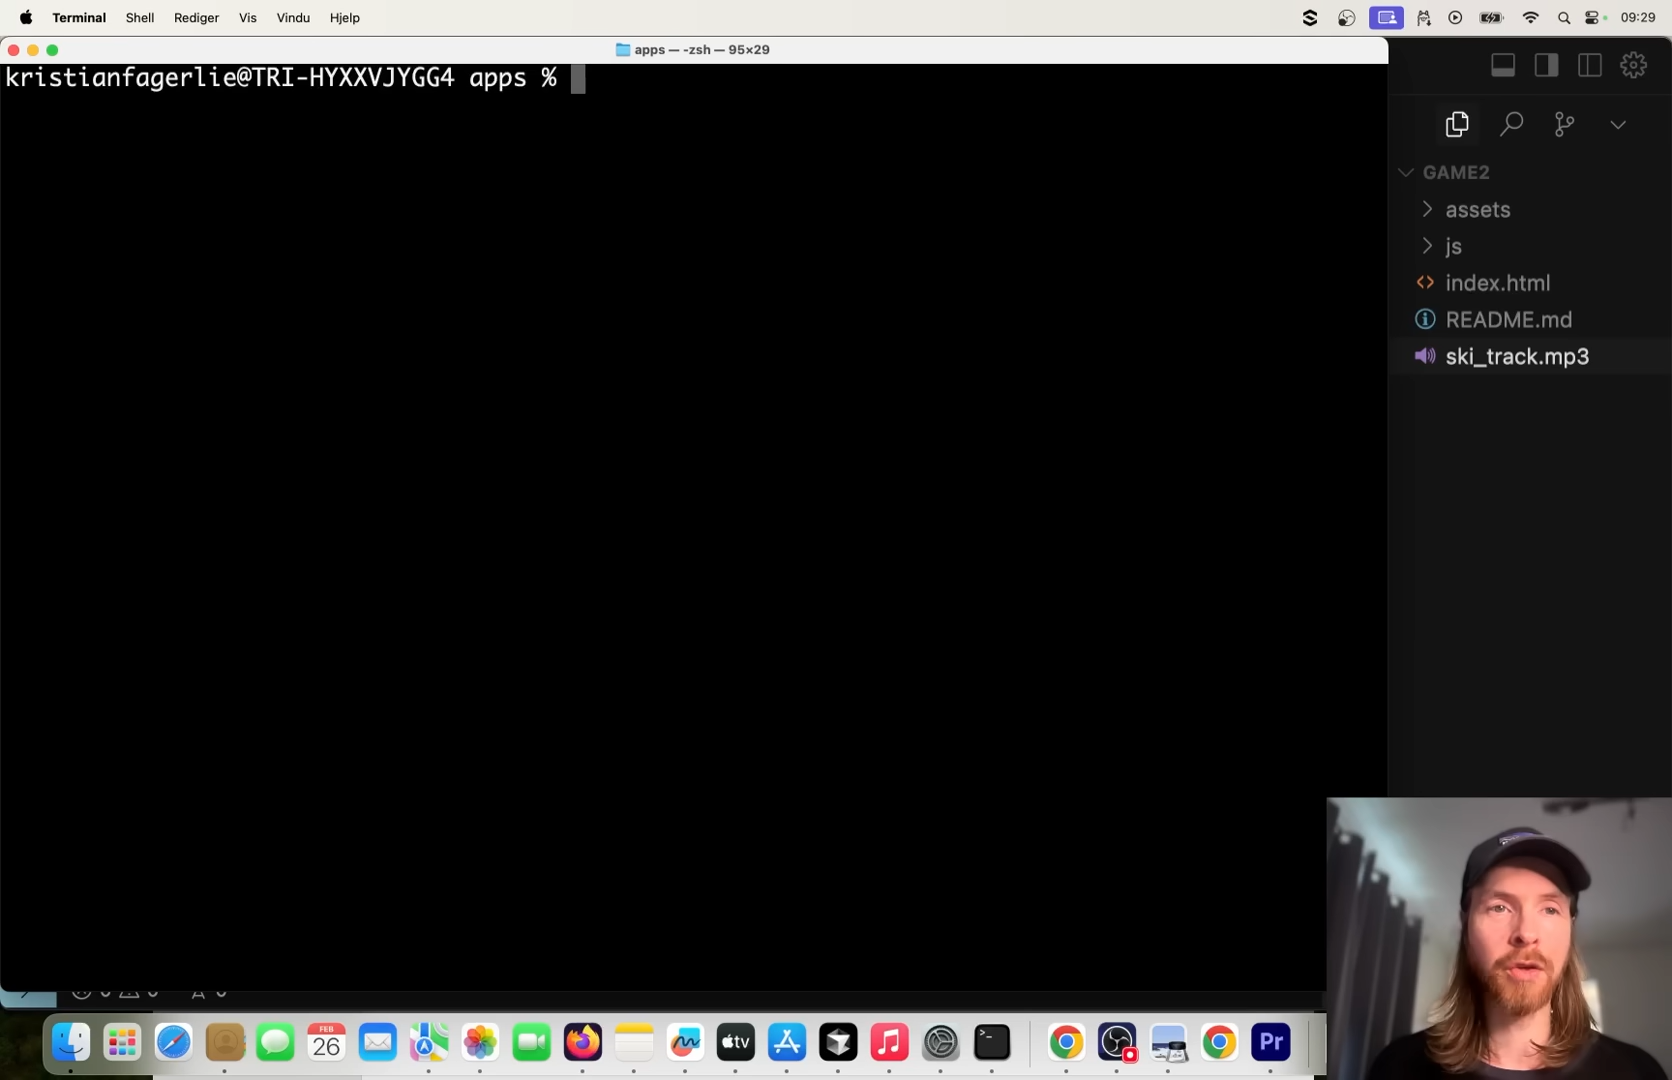 Terminal Shell Rediger Vis Vindu Hjelp 09:29
apps — -zsh — 95×29
kristianfagerlie@TRI-HYXXVJYGG4 apps %
GAME2
assets
js
index.html
README.md
ski_track.mp3
FEB
26
tv
Pr